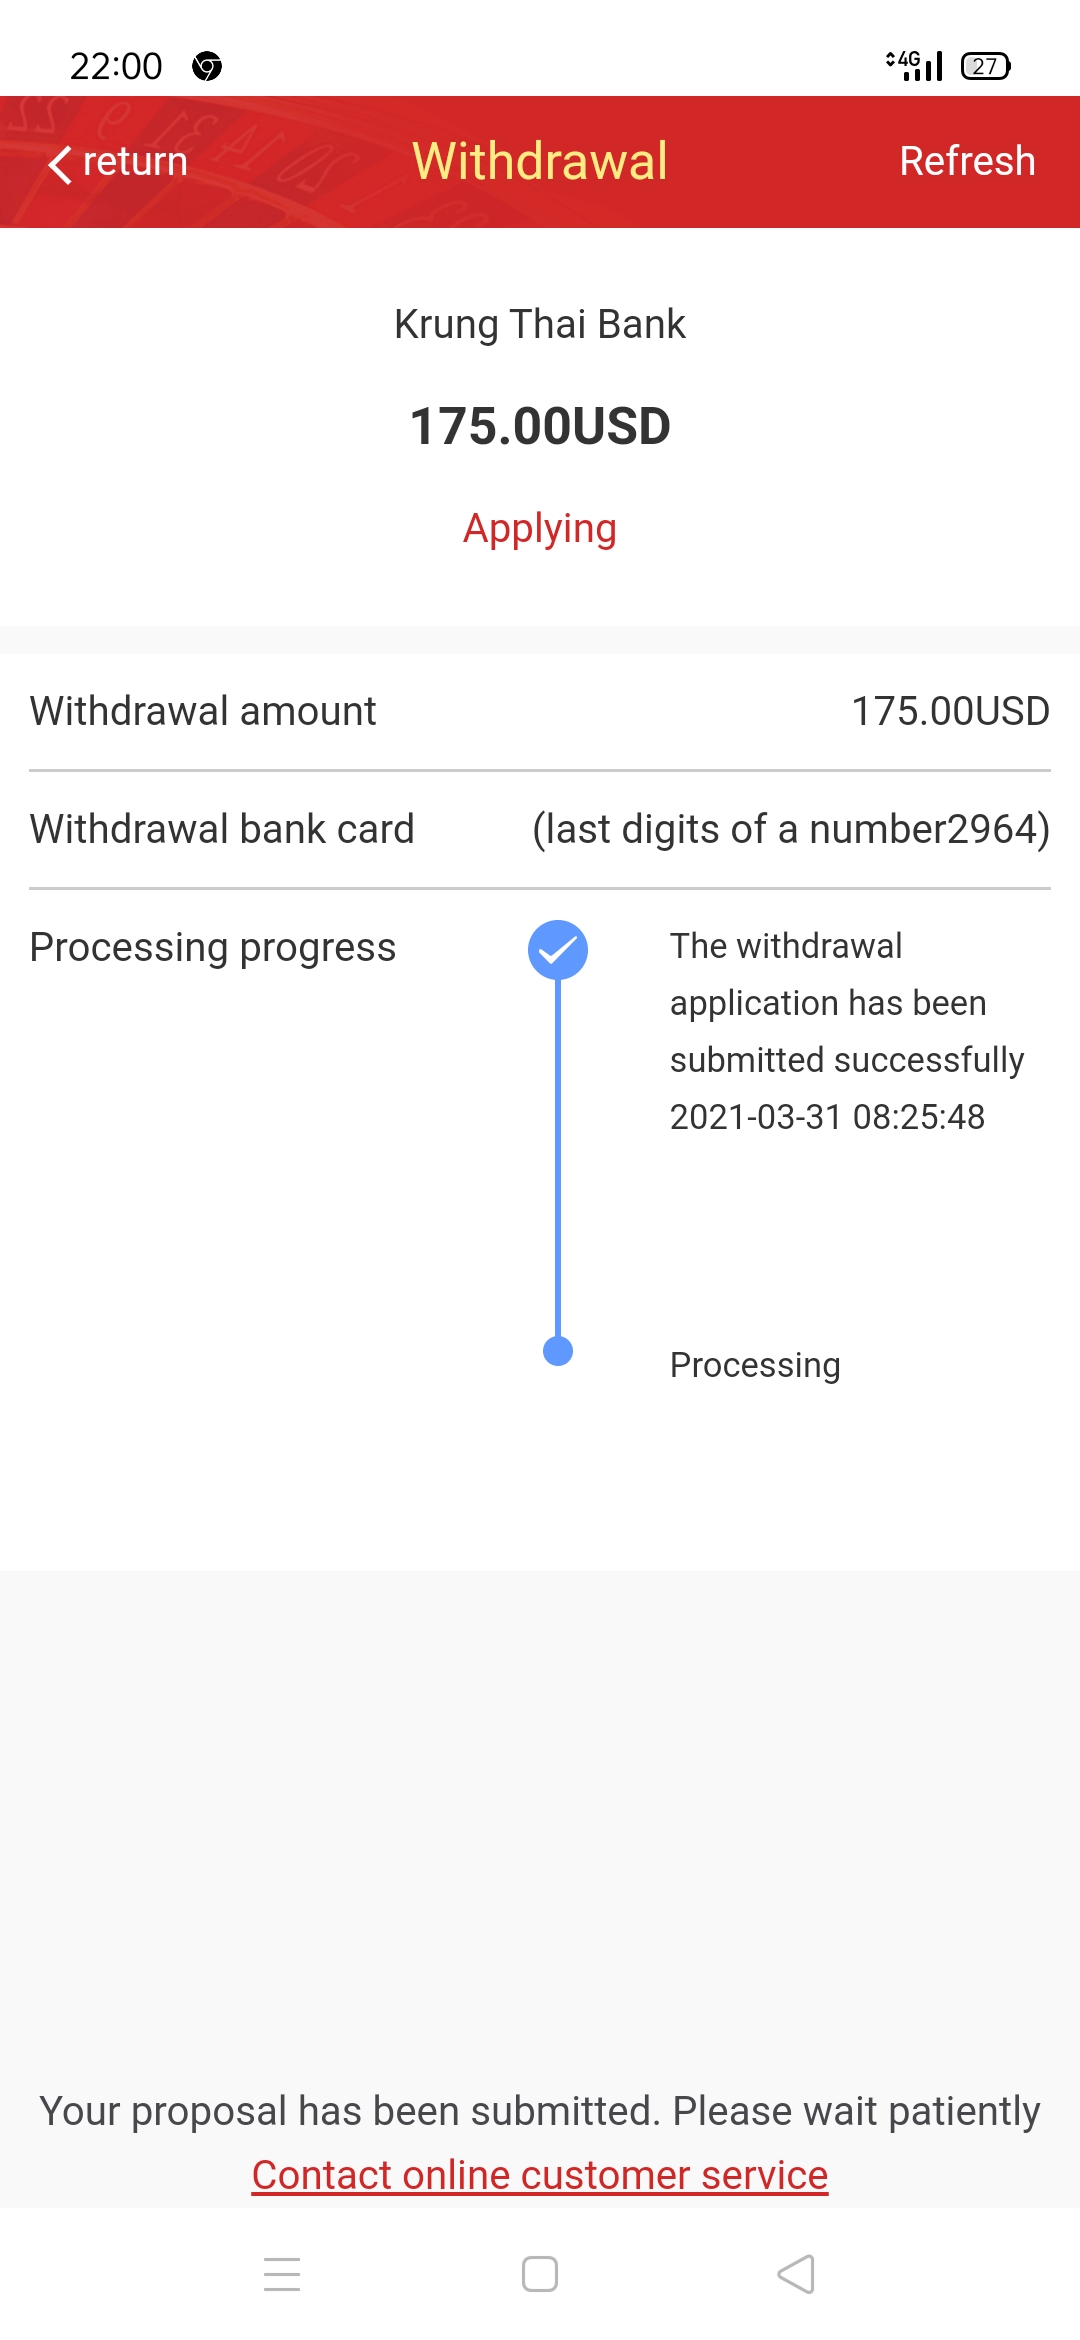 22:00
4G
27
return
Withdrawal
Refresh
Krung Thai Bank
175.00USD
Applying
Withdrawal amount
175.00USD
Withdrawal bank card
(last digits of a number2964)
Processing progress
The withdrawal
application has been
submitted successfully
2021-03-31 08:25:48
Processing
Your proposal has been submitted. Please wait patiently
Contact online customer service